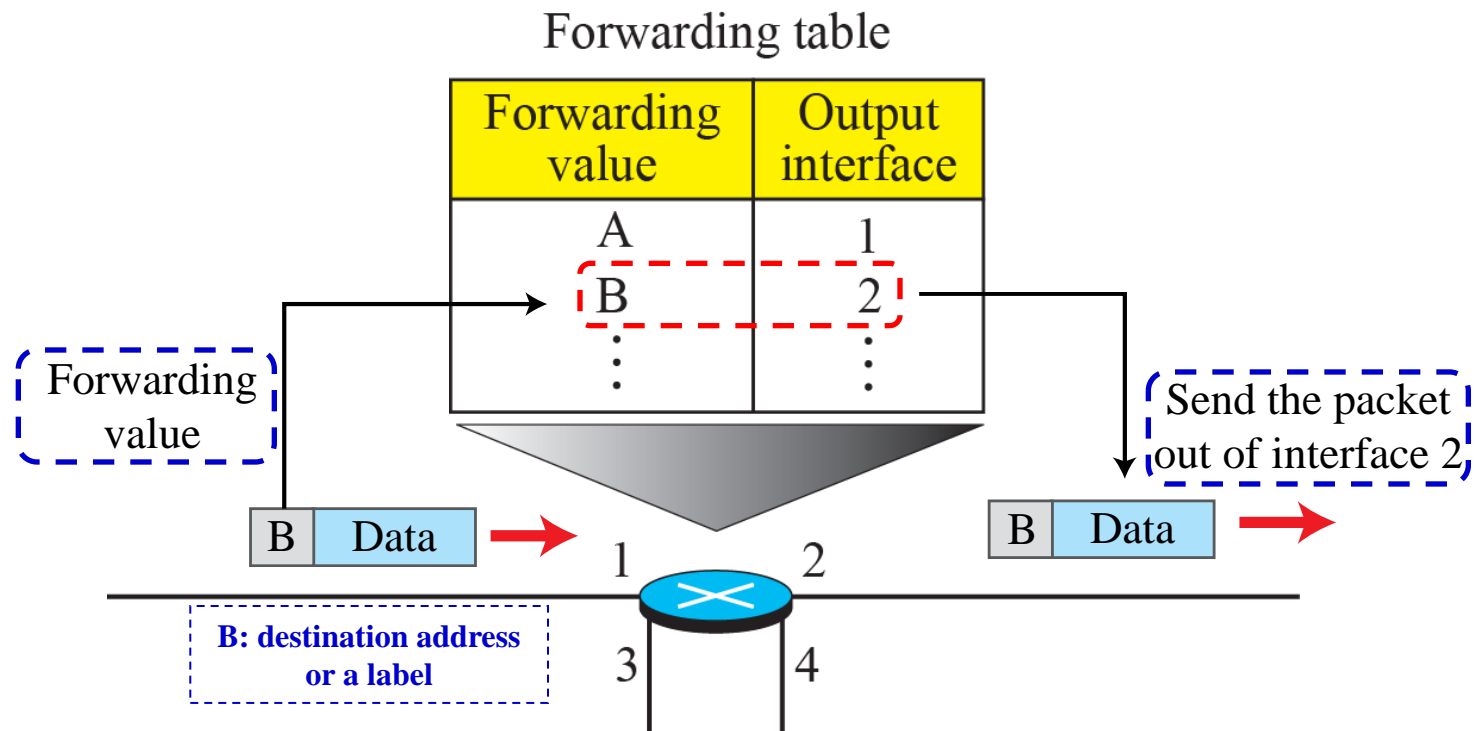 Forwarding table
Forwarding
value
Output
interface
A
1
B
2
Forwarding
value
Send the packet
out of interface 2
B
Data
B
Data
1
2
B: destination address
or a label
3
4